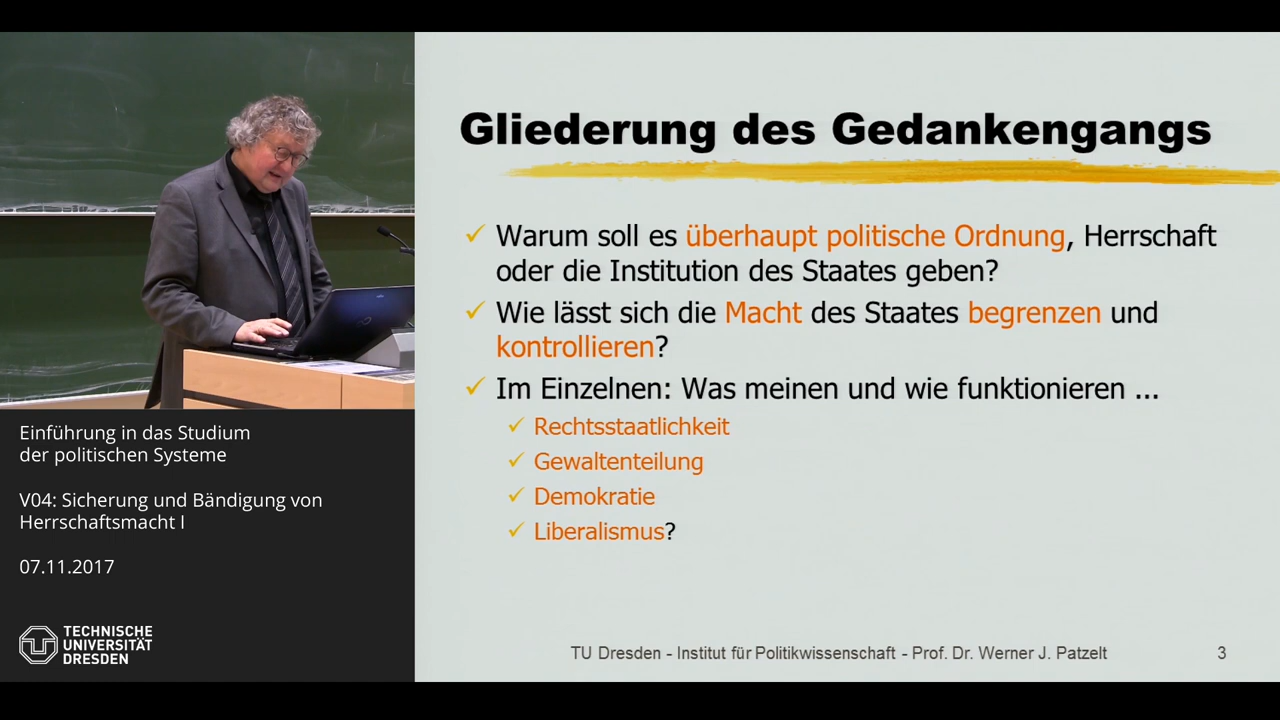 Gliederung des Gedankengangs
Warum soll es überhaupt politische Ordnung, Herrschaft
oder die Institution des Staates geben?
Wie lässt sich die Macht des Staates begrenzen und
kontrollieren?
Im Einzelnen: Was meinen und wie funktionieren ...
Rechtsstaatlichkeit
Gewaltenteilung
Demokratie
Liberalismus?
TU Dresden - Institut für Politikwissenschaft - Prof. Dr. Werner J. Patzelt
3
Einführung in das Studium
der politischen Systeme
V04: Sicherung und Bändigung von
Herrschaftsmacht I
07.11.2017
TECHNISCHE
UNIVERSITÄT
DRESDEN